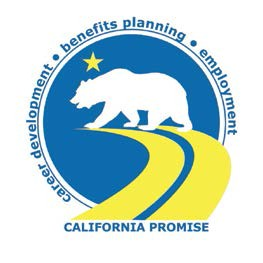 career development • benefits planning • employment
CALIFORNIA PROMISE